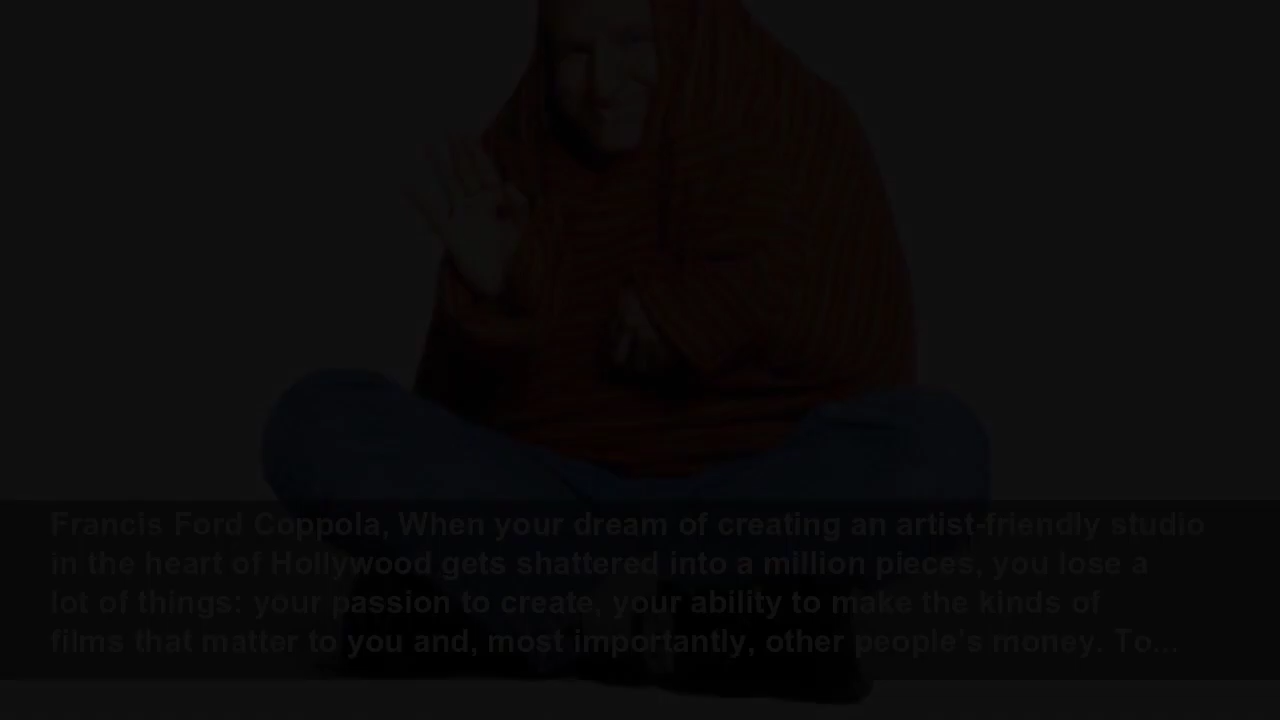 Francis Ford Coppola, When your dream of creating an artist-friendly studio
in the heart of Hollywood gets shattered into a million pieces, you lose a
lot of things: your passion to create, your ability to make the kinds of
films that matter to you and, most importantly, other people's money. To...